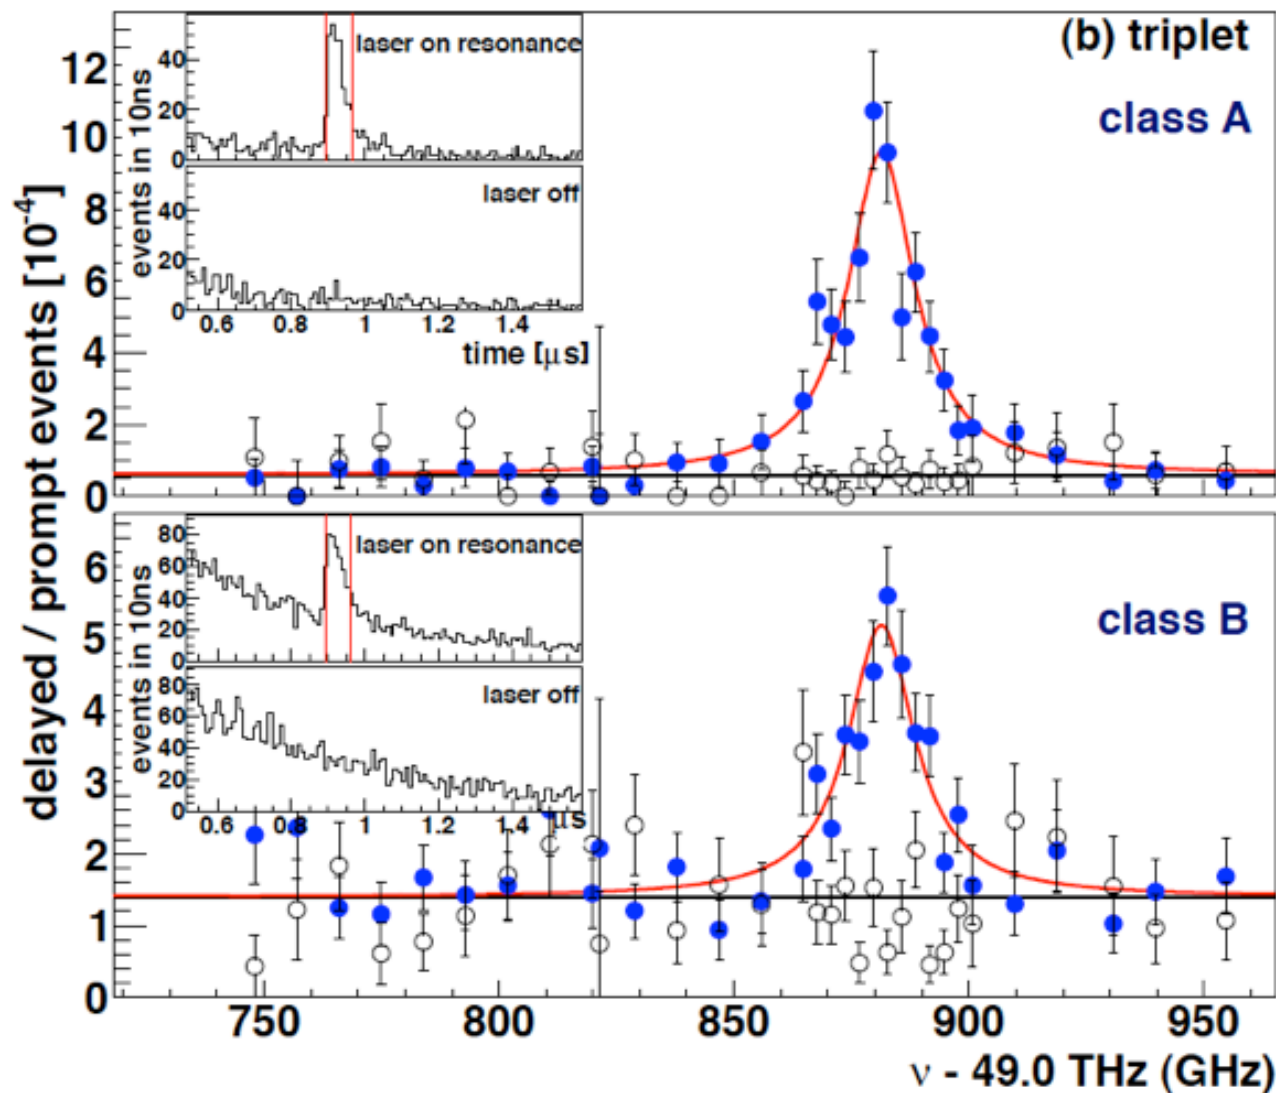 (b) triplet
class A
delayed / prompt events [10⁻⁴]
12
10
8
6
4
2
0
events in 10ns
laser on resonance
40
20
0
laser off
40
20
0
0.6 0.8 1 1.2 1.4
time [μs]
class B
6
5
4
3
2
1
0
events in 10ns
laser on resonance
80
60
40
20
0
laser off
80
60
40
20
0
0.6 0.8 1 1.2 1.4 μs
750 800 850 900 950
ν - 49.0 THz (GHz)